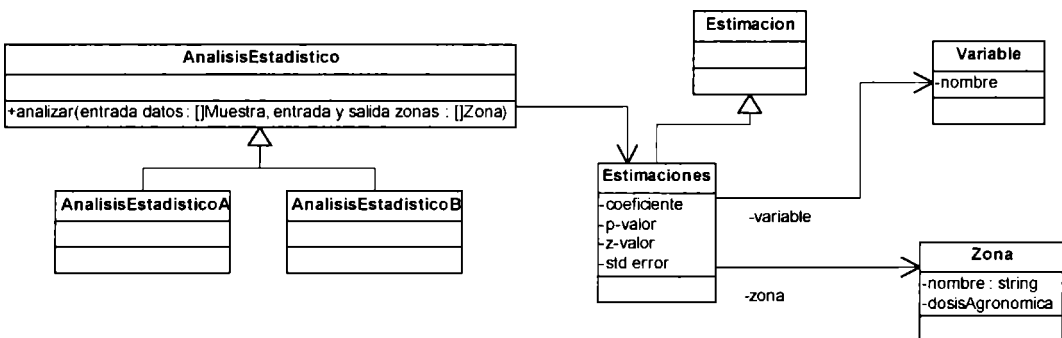 AnalisisEstadistico
+analizar(entrada datos : []Muestra, entrada y salida zonas : []Zona)
AnalisisEstadisticoA
AnalisisEstadisticoB
Estimacion
Estimaciones
-coeficiente
-p-valor
-z-valor
-std error
-variable
-zona
Variable
-nombre
Zona
-nombre : string
-dosisAgronomica